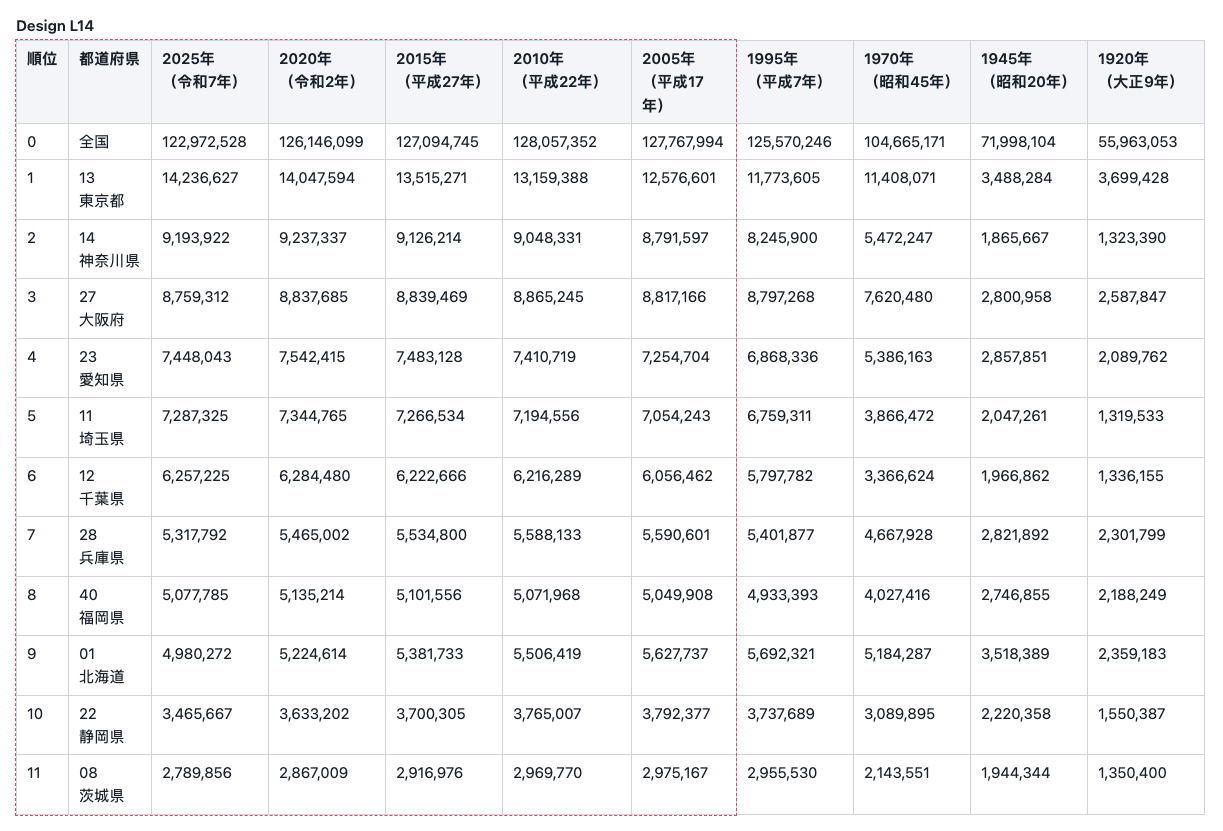 Design L14
順位 都道府県 2025年（令和7年） 2020年（令和2年） 2015年（平成27年） 2010年（平成22年） 2005年（平成17年） 1995年（平成7年） 1970年（昭和45年） 1945年（昭和20年） 1920年（大正9年）
0 全国 122,972,528 126,146,099 127,094,745 128,057,352 127,767,994 125,570,246 104,665,171 71,998,104 55,963,053
1 13 東京都 14,236,627 14,047,594 13,515,271 13,159,388 12,576,601 11,773,605 11,408,071 3,488,284 3,699,428
2 14 神奈川県 9,193,922 9,237,337 9,126,214 9,048,331 8,791,597 8,245,900 5,472,247 1,865,667 1,323,390
3 27 大阪府 8,759,312 8,837,685 8,839,469 8,865,245 8,817,166 8,797,268 7,620,480 2,800,958 2,587,847
4 23 愛知県 7,448,043 7,542,415 7,483,128 7,410,719 7,254,704 6,868,336 5,386,163 2,857,851 2,089,762
5 11 埼玉県 7,287,325 7,344,765 7,266,534 7,194,556 7,054,243 6,759,311 3,866,472 2,047,261 1,319,533
6 12 千葉県 6,257,225 6,284,480 6,222,666 6,216,289 6,056,462 5,797,782 3,366,624 1,966,862 1,336,155
7 28 兵庫県 5,317,792 5,465,002 5,534,800 5,588,133 5,590,601 5,401,877 4,667,928 2,821,892 2,301,799
8 40 福岡県 5,077,785 5,135,214 5,101,556 5,071,968 5,049,908 4,933,393 4,027,416 2,746,855 2,188,249
9 01 北海道 4,980,272 5,224,614 5,381,733 5,506,419 5,627,737 5,692,321 5,184,287 3,518,389 2,359,183
10 22 静岡県 3,465,667 3,633,202 3,700,305 3,765,007 3,792,377 3,737,689 3,089,895 2,220,358 1,550,387
11 08 茨城県 2,789,856 2,867,009 2,916,976 2,969,770 2,975,167 2,955,530 2,143,551 1,944,344 1,350,400